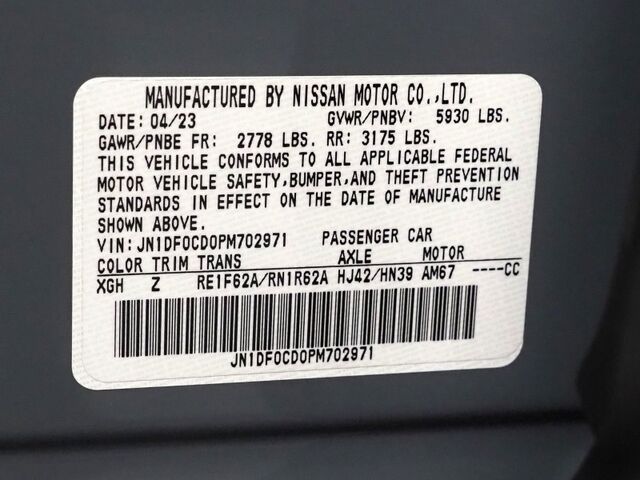 MANUFACTURED BY NISSAN MOTOR CO.,LTD.
DATE: 04/23 GVWR/PNBV: 5930 LBS.
GAWR/PNBE FR: 2778 LBS. RR: 3175 LBS.
THIS VEHICLE CONFORMS TO ALL APPLICABLE FEDERAL
MOTOR VEHICLE SAFETY,BUMPER,AND THEFT PREVENTION
STANDARDS IN EFFECT ON THE DATE OF MANUFACTURE
SHOWN ABOVE.
VIN: JN1DF0CD0PM702971 PASSENGER CAR
COLOR TRIM TRANS AXLE MOTOR
XGH Z RE1F62A/RN1R62A HJ42/HN39 AM67 ----CC
JN1DF0CD0PM702971